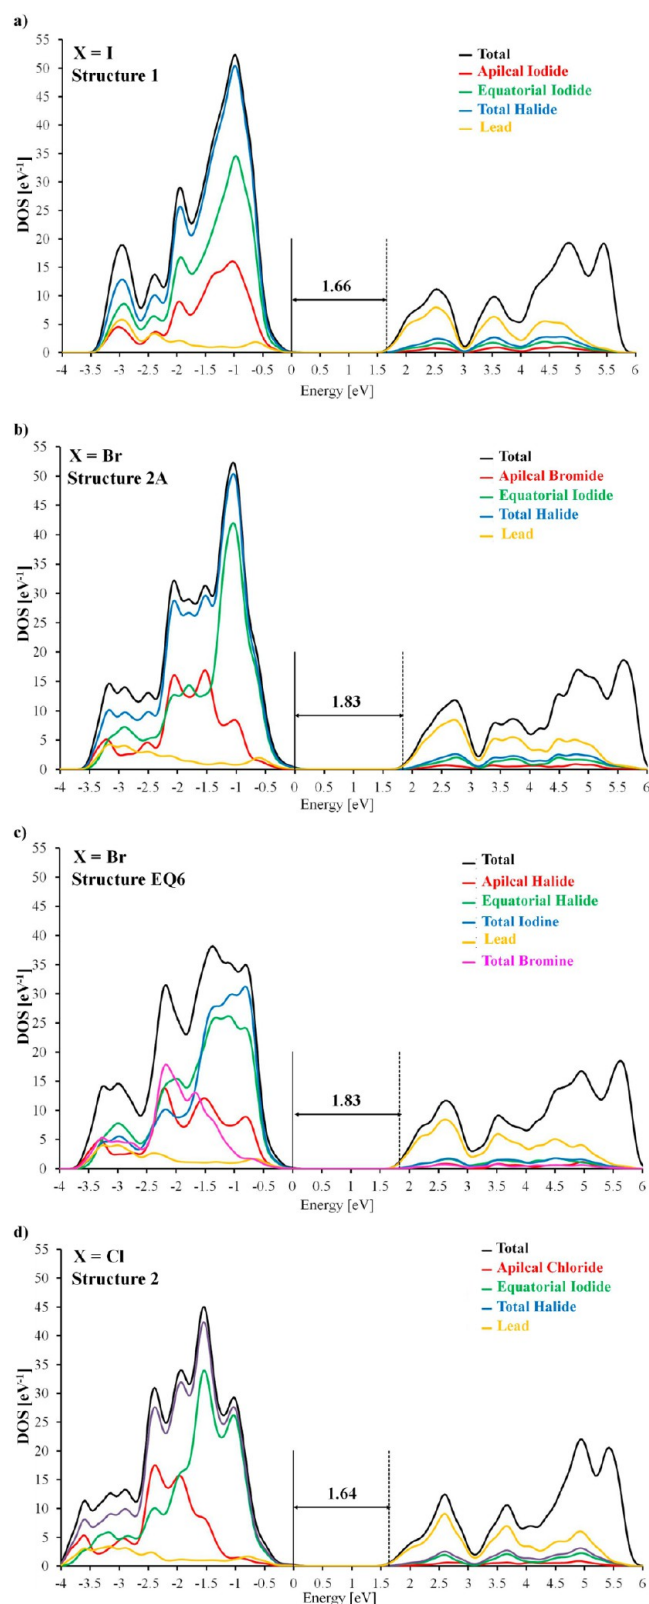 a)
X = I
Structure 1
Total
Apilcal Iodide
Equatorial Iodide
Total Halide
Lead
DOS [eV-1]
55
50
45
40
35
30
25
20
15
10
5
0
1.66
-4 -3.5 -3 -2.5 -2 -1.5 -1 -0.5 0 0.5 1 1.5 2 2.5 3 3.5 4 4.5 5 5.5 6
Energy [eV]
b)
X = Br
Structure 2A
Total
Apilcal Bromide
Equatorial Iodide
Total Halide
Lead
DOS [eV-1]
55
50
45
40
35
30
25
20
15
10
5
0
1.83
-4 -3.5 -3 -2.5 -2 -1.5 -1 -0.5 0 0.5 1 1.5 2 2.5 3 3.5 4 4.5 5 5.5 6
Energy [eV]
c)
X = Br
Structure EQ6
Total
Apilcal Halide
Equatorial Halide
Total Iodine
Lead
Total Bromine
DOS [eV-1]
55
50
45
40
35
30
25
20
15
10
5
0
1.83
-4 -3.5 -3 -2.5 -2 -1.5 -1 -0.5 0 0.5 1 1.5 2 2.5 3 3.5 4 4.5 5 5.5 6
Energy [eV]
d)
X = Cl
Structure 2
Total
Apilcal Chloride
Equatorial Iodide
Total Halide
Lead
DOS [eV-1]
55
50
45
40
35
30
25
20
15
10
5
0
1.64
-4 -3.5 -3 -2.5 -2 -1.5 -1 -0.5 0 0.5 1 1.5 2 2.5 3 3.5 4 4.5 5 5.5 6
Energy [eV]